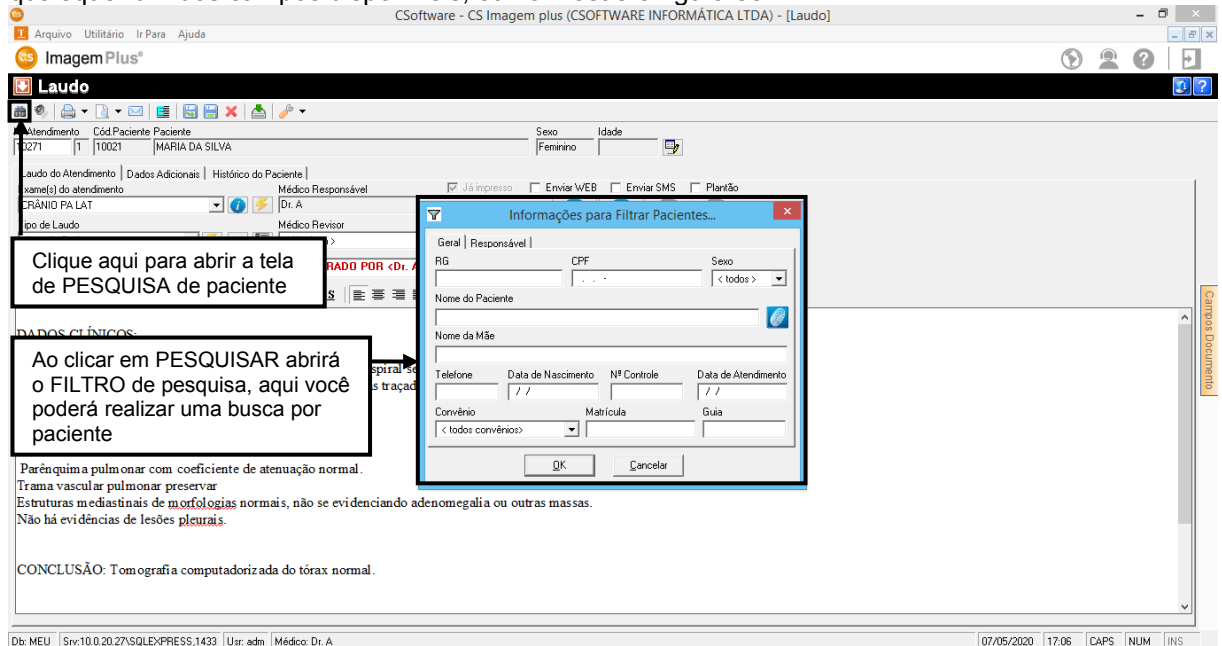 CSoftware - CS Imagem plus (CSOFTWARE INFORMÁTICA LTDA) - [Laudo]
Arquivo Utilitário Ir Para Ajuda
cs ImagemPlus®
Laudo
Atendimento Cód.Paciente Paciente Sexo Idade
10271 1 10021 MARIA DA SILVA Feminino
Laudo do Atendimento Dados Adicionais Histórico do Paciente
Exame(s) do atendimento Médico Responsável Já impresso Enviar WEB Enviar SMS Plantão
CRÂNIO PA LAT Dr. A
Tipo de Laudo Médico Revisor
Clique aqui para abrir a tela
de PESQUISA de paciente
RADO POR <Dr. A
S
Informações para Filtrar Pacientes...
Geral Responsável
RG CPF Sexo
. . - < todos >
Nome do Paciente
Nome da Mãe
Telefone Data de Nascimento Nº Controle Data de Atendimento
/ / / /
Convênio Matrícula Guia
< todos convênios>
OK Cancelar
Campos Documento
DADOS CLÍNICOS:
Ao clicar em PESQUISAR abrirá
o FILTRO de pesquisa, aqui você
poderá realizar uma busca por
paciente
Parênquima pulmonar com coeficiente de atenuação normal.
Trama vascular pulmonar preservar
Estruturas mediastinais de morfologias normais, não se evidenciando adenomegalia ou outras massas.
Não há evidências de lesões pleurais.
CONCLUSÃO: Tomografia computadorizada do tórax normal.
Db: MEU Srv:10.0.20.27\SQLEXPRESS,1433 Usr: adm Médico: Dr. A 07/05/2020 17:06 CAPS NUM INS